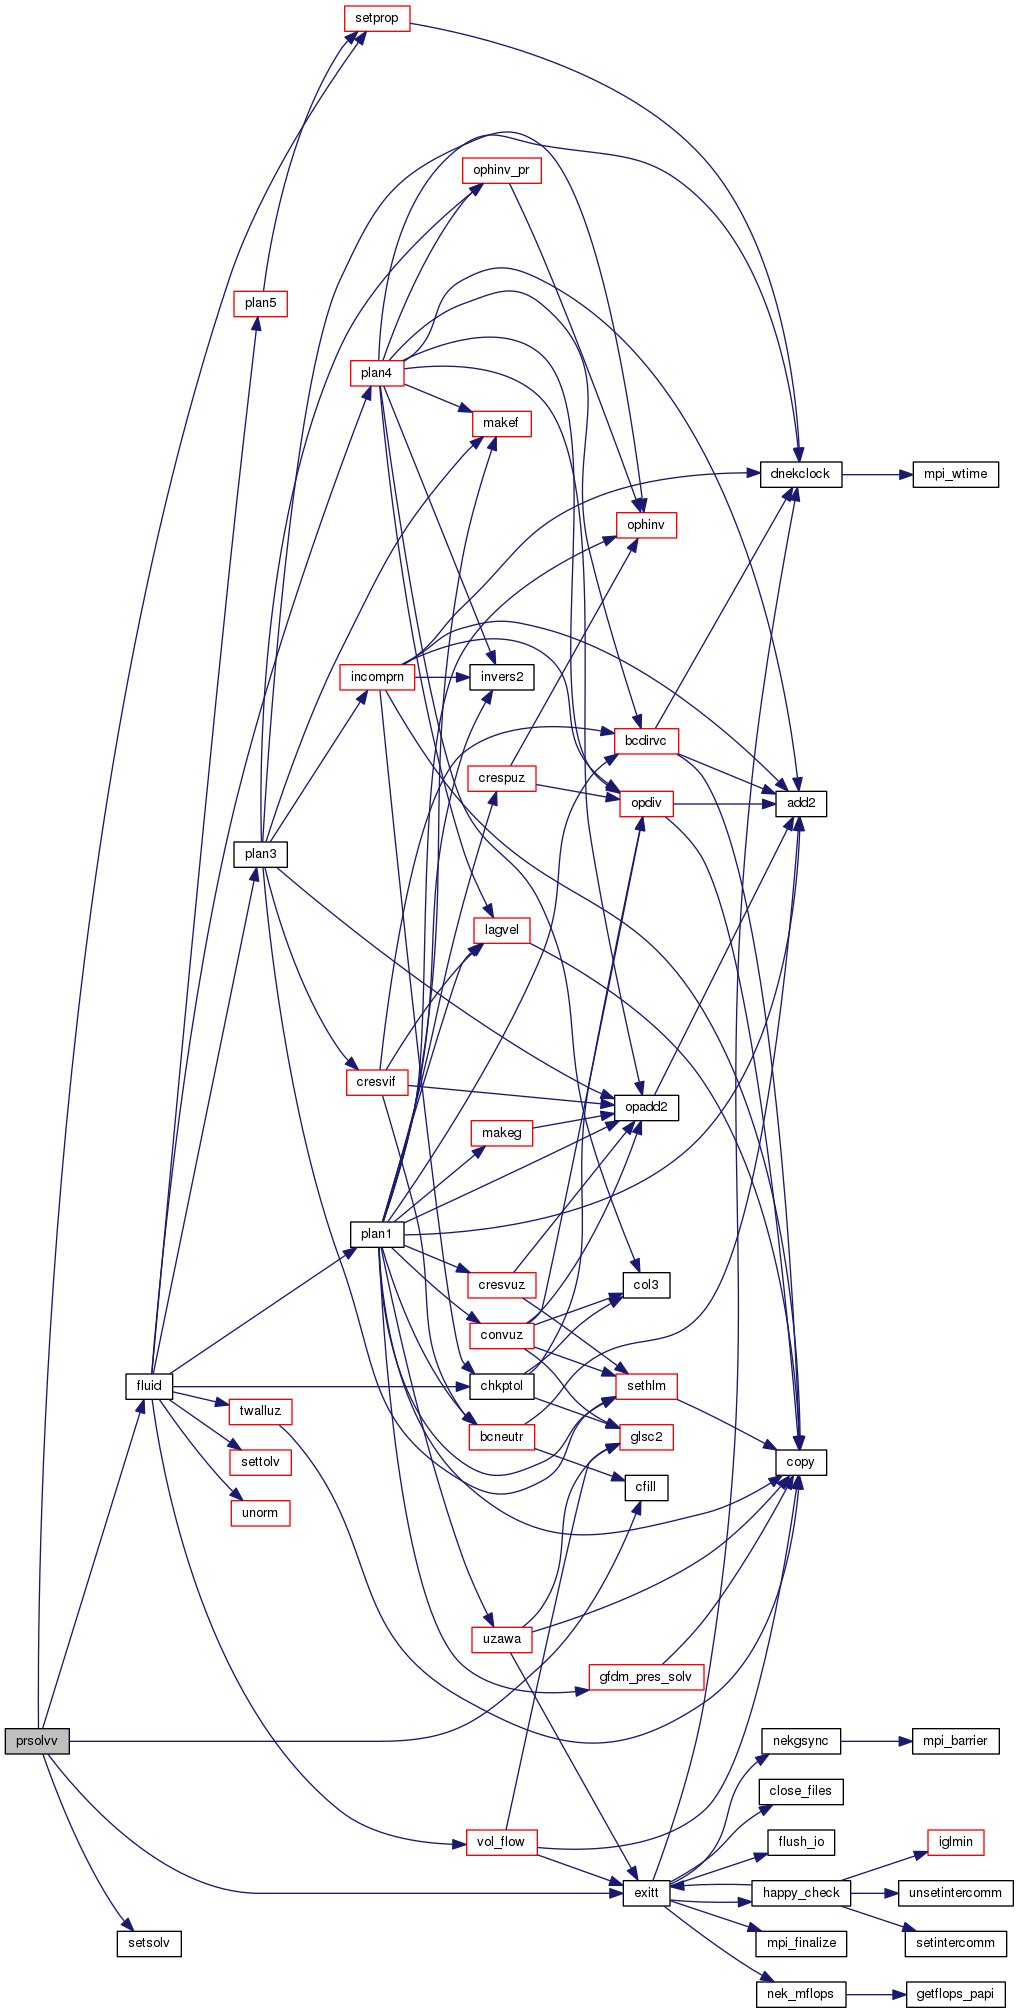 setprop
ophinv_pr
plan5
plan4
makef
dnekclock
mpi_wtime
ophinv
incomprn
invers2
bcdirvc
crespuz
opdiv
add2
plan3
lagvel
cresvif
opadd2
makeg
plan1
cresvuz
col3
convuz
fluid
chkptol
sethlm
twalluz
bcneutr
glsc2
settolv
copy
cfill
unorm
uzawa
gfdm_pres_solv
prsolvv
nekgsync
mpi_barrier
close_files
vol_flow
flush_io
iglmin
exitt
happy_check
unsetintercomm
setsolv
mpi_finalize
setintercomm
nek_mflops
getflops_papi